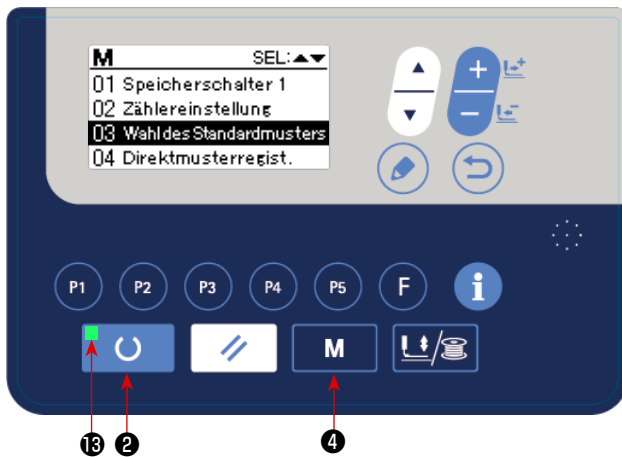 M SEL:▲▼
01 Speicherschalter 1
02 Zählereinstellung
03 Wahl des Standardmusters
04 Direktmusterregist.
P1 P2 P3 P4 P5 F i
M
⓭ ❷ ❹